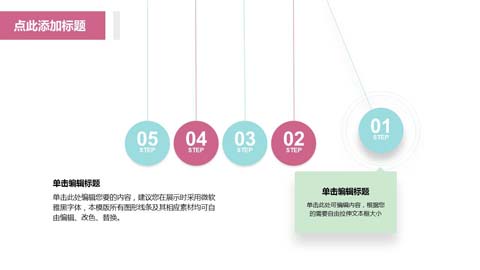 点此添加标题
05
STEP
04
STEP
03
STEP
02
STEP
01
STEP
单击编辑标题
单击此处编辑您要的内容，建议您在展示时采用微软
雅黑字体，本模版所有图形线条及其相应素材均可自
由编辑、改色、替换。
单击编辑标题
单击此处可编辑内容，根据您
的需要自由拉伸文本框大小